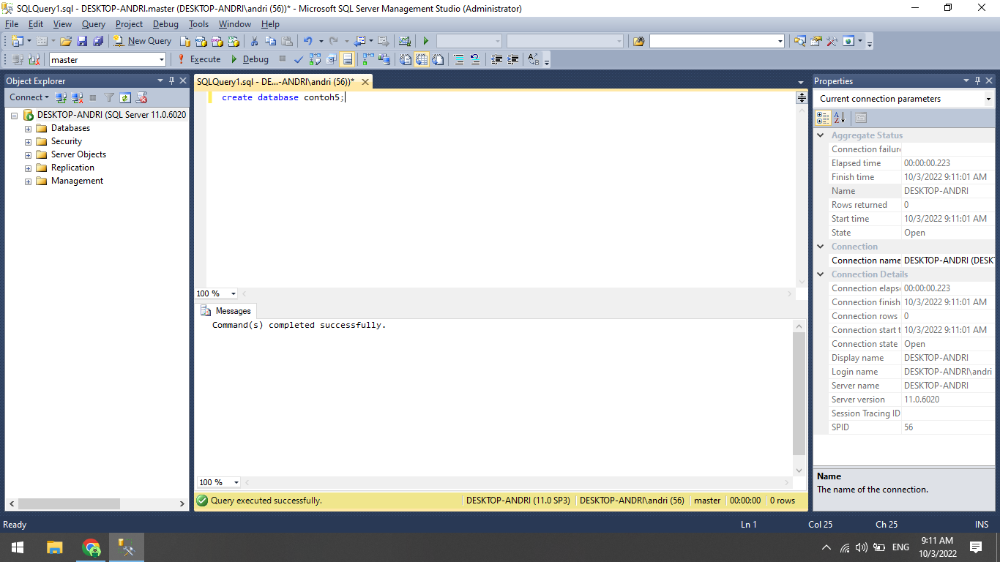 SQLQuery1.sql - DESKTOP-ANDRI.master (DESKTOP-ANDRI\andri (56))* - Microsoft SQL Server Management Studio (Administrator)
File Edit View Query Project Debug Tools Window Help
New Query
master Execute Debug
Object Explorer
Connect
DESKTOP-ANDRI (SQL Server 11.0.6020
Databases
Security
Server Objects
Replication
Management
SQLQuery1.sql - DE...-ANDRI\andri (56))*
create database contoh5;
100 %
Messages
Command(s) completed successfully.
100 %
Query executed successfully. DESKTOP-ANDRI (11.0 SP3) DESKTOP-ANDRI\andri (56) master 00:00:00 0 rows
Properties
Current connection parameters
Aggregate Status
Connection failure
Elapsed time 00:00:00.223
Finish time 10/3/2022 9:11:01 AM
Name DESKTOP-ANDRI
Rows returned 0
Start time 10/3/2022 9:11:01 AM
State Open
Connection
Connection name DESKTOP-ANDRI (DESK
Connection Details
Connection elapse 00:00:00.223
Connection finish 10/3/2022 9:11:01 AM
Connection rows 0
Connection start t 10/3/2022 9:11:01 AM
Connection state Open
Display name DESKTOP-ANDRI
Login name DESKTOP-ANDRI\andri
Server name DESKTOP-ANDRI
Server version 11.0.6020
Session Tracing ID
SPID 56
Name
The name of the connection.
Ready Ln 1 Col 25 Ch 25 INS
ENG
9:11 AM
10/3/2022